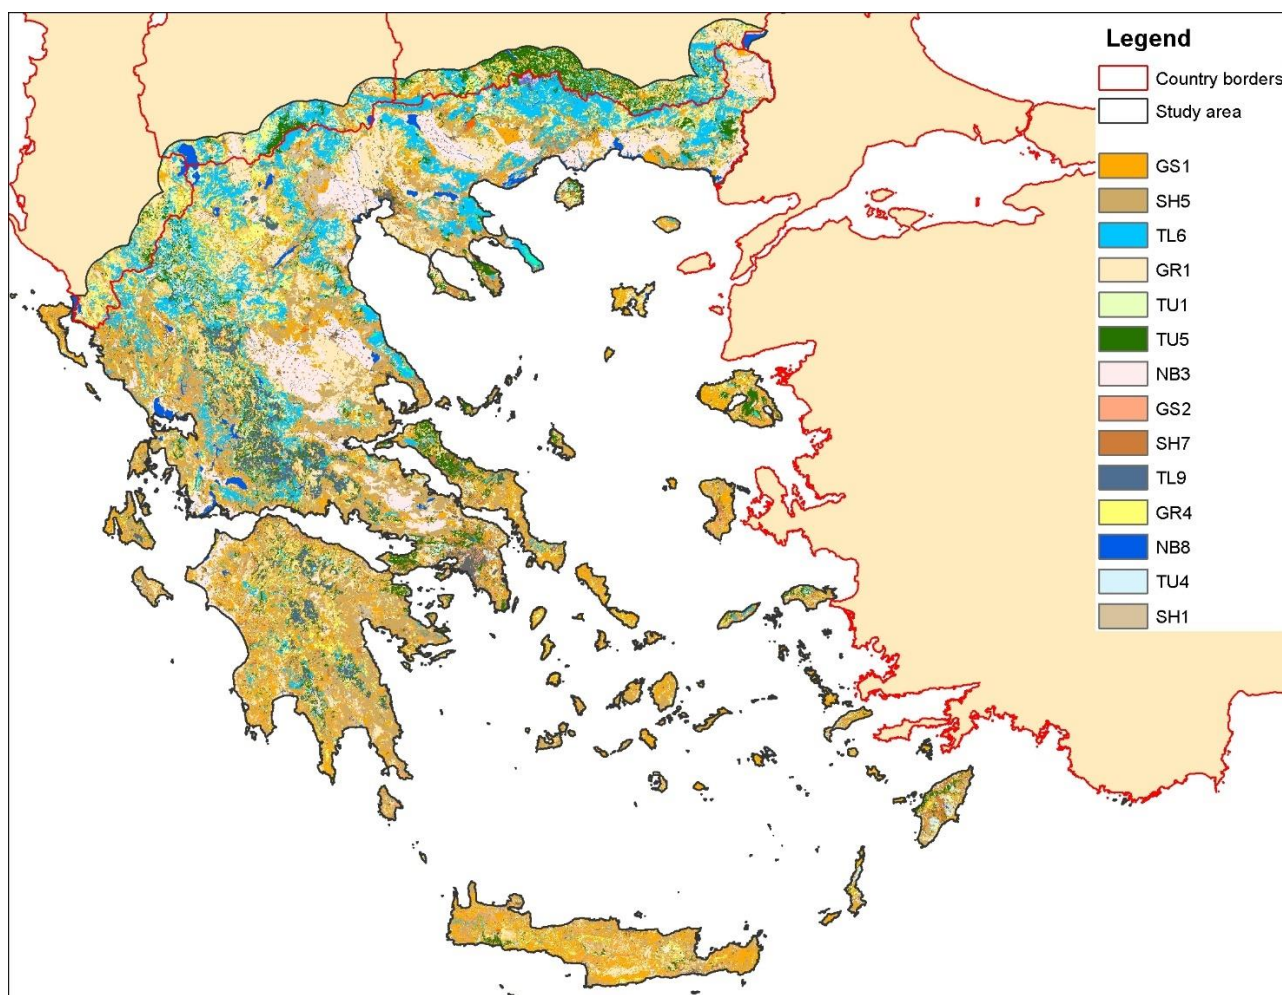 Legend
Country borders
Study area
GS1
SH5
TL6
GR1
TU1
TU5
NB3
GS2
SH7
TL9
GR4
NB8
TU4
SH1